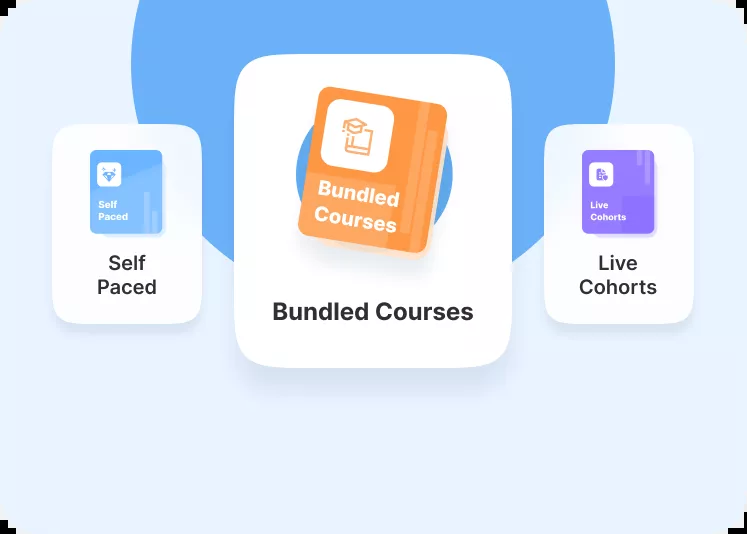 Self
Paced
Self
Paced
Bundled
Courses
Bundled Courses
Live
Cohorts
Live
Cohorts